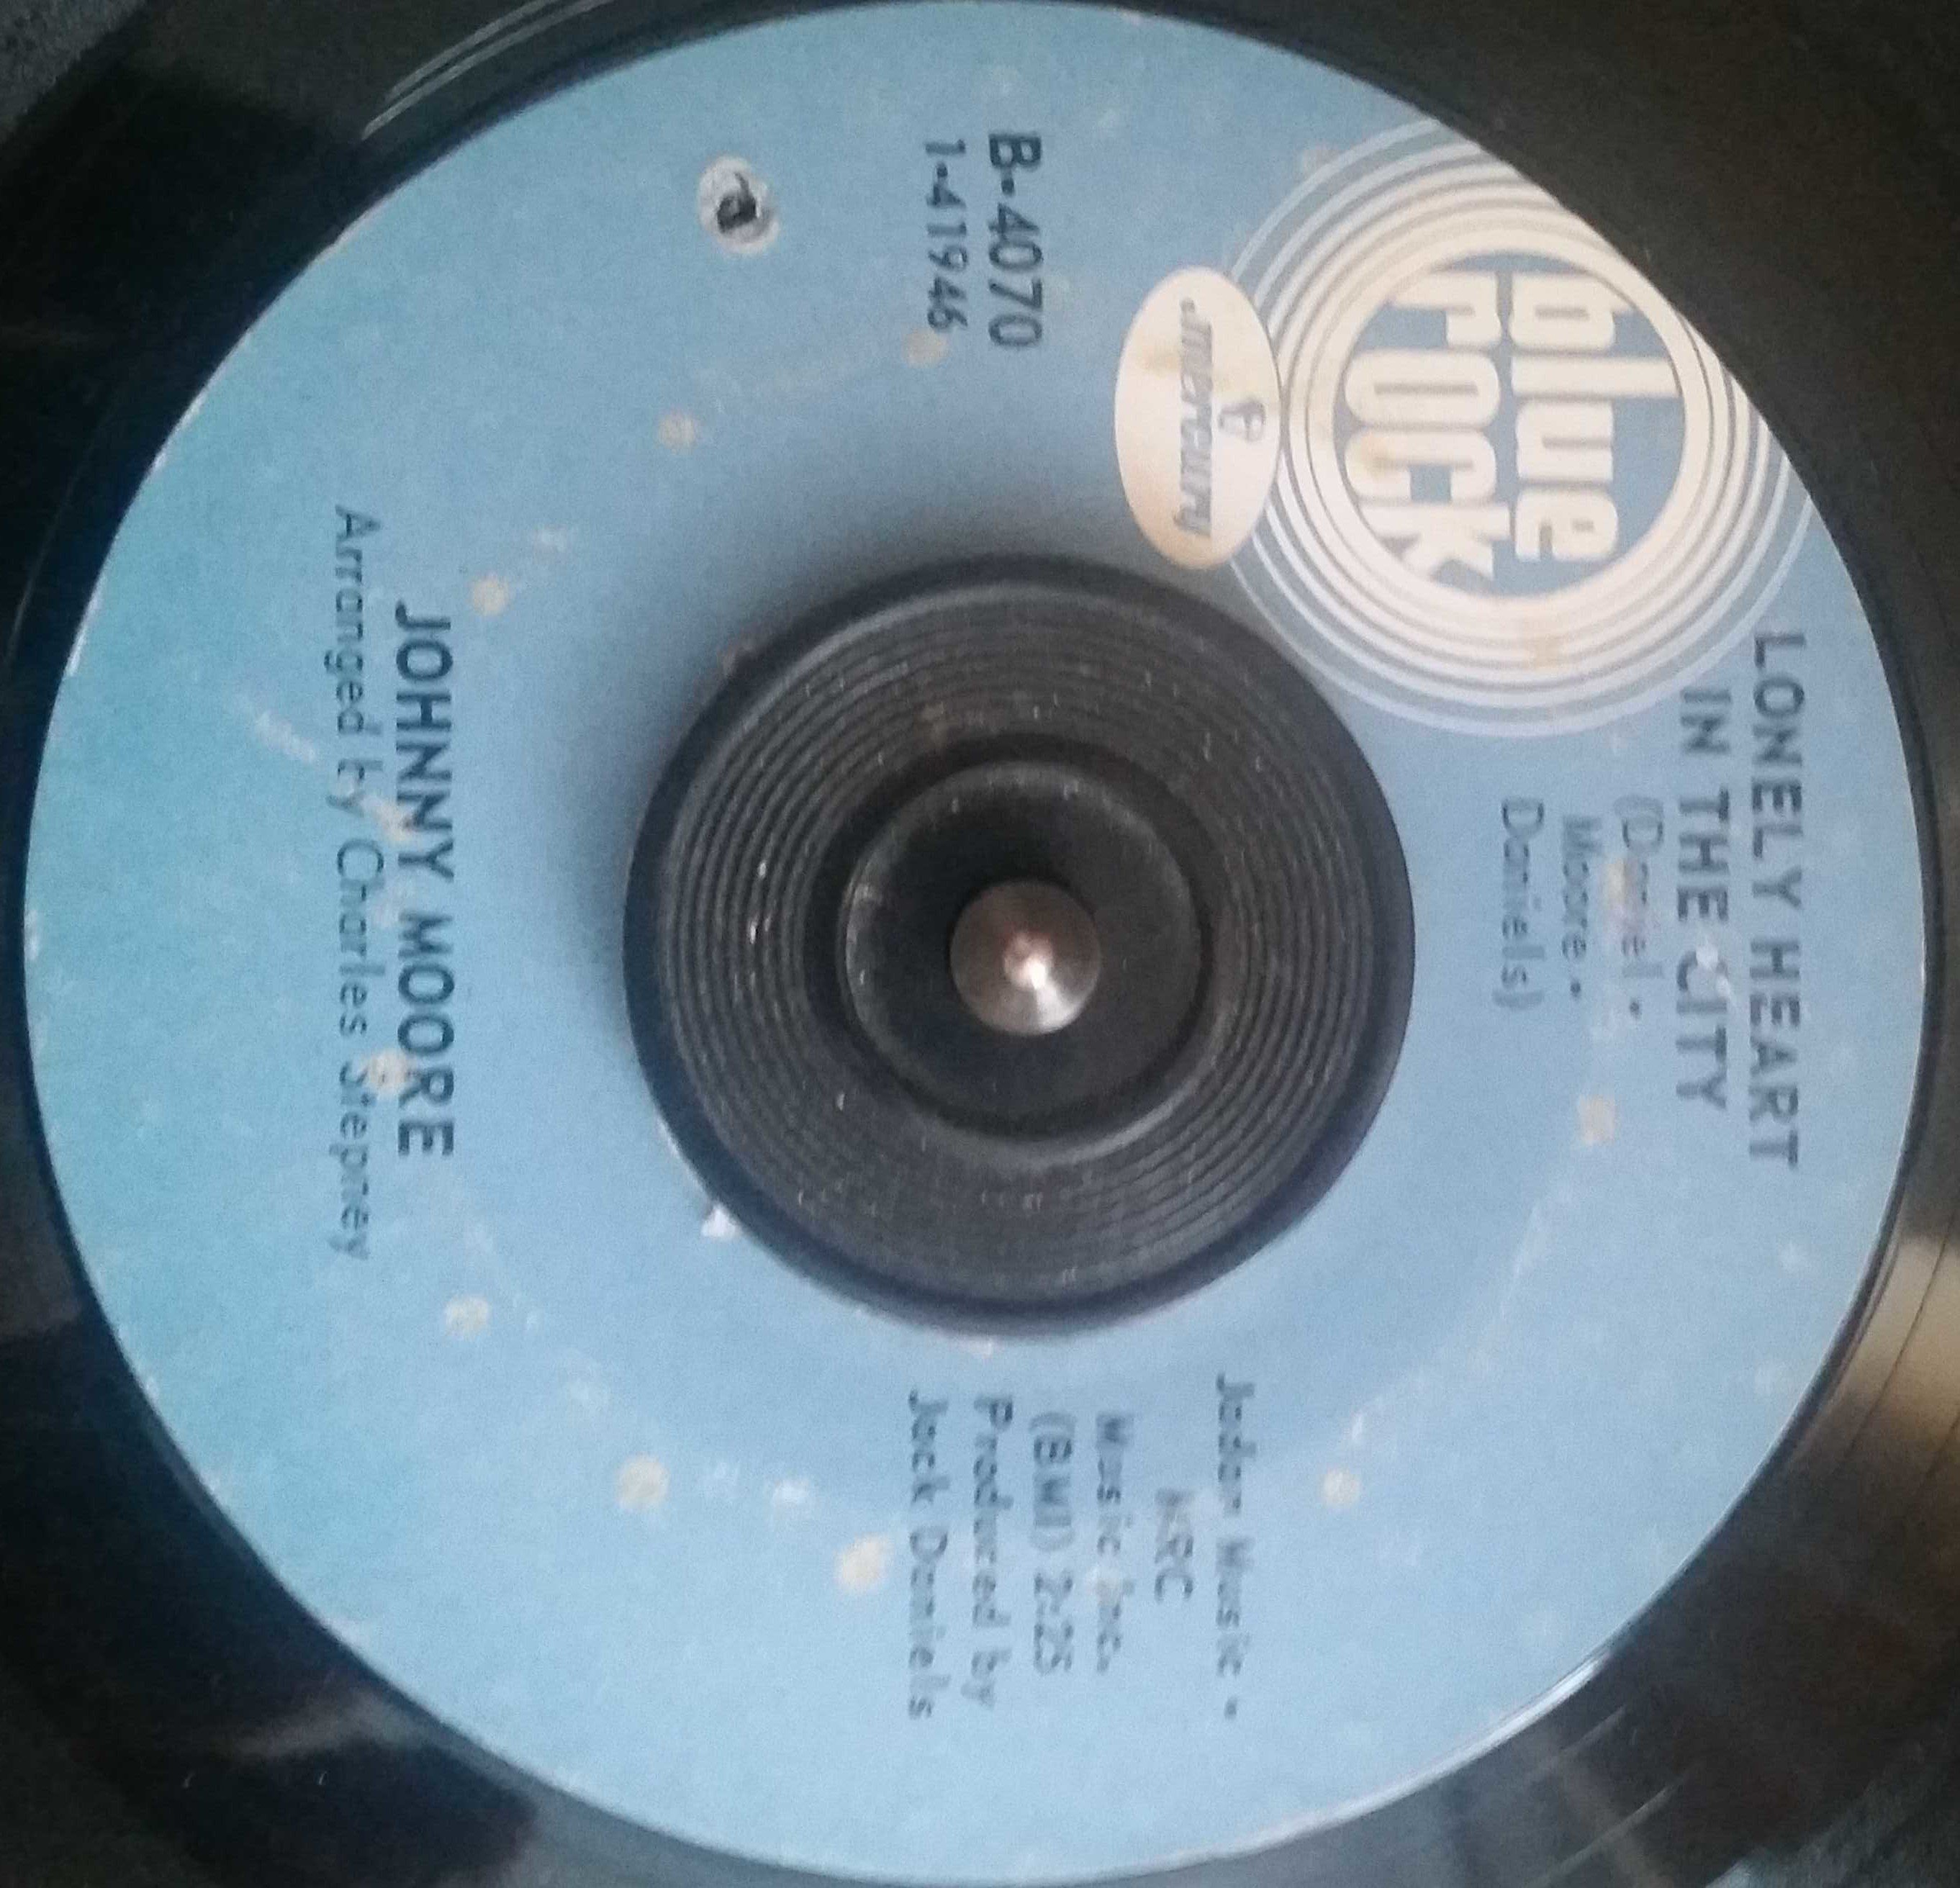 blue
rock
mercury
LONELY HEART
IN THE CITY
(Daniel •
Moore •
Daniels)
B-4070
1-41946
Jadan Music •
MRC
Music Inc.
(BMI) 2:25
Produced by
Jack Daniels
JOHNNY MOORE
Arranged by Charles Stepney